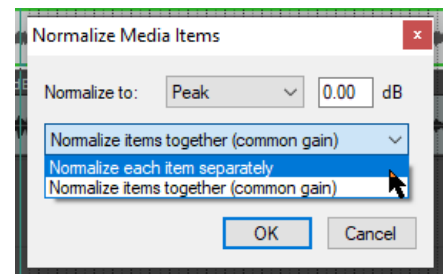 Normalize Media Items
x
Normalize to: Peak 0.00 dB
Normalize items together (common gain)
Normalize each item separately
Normalize items together (common gain)
OK Cancel